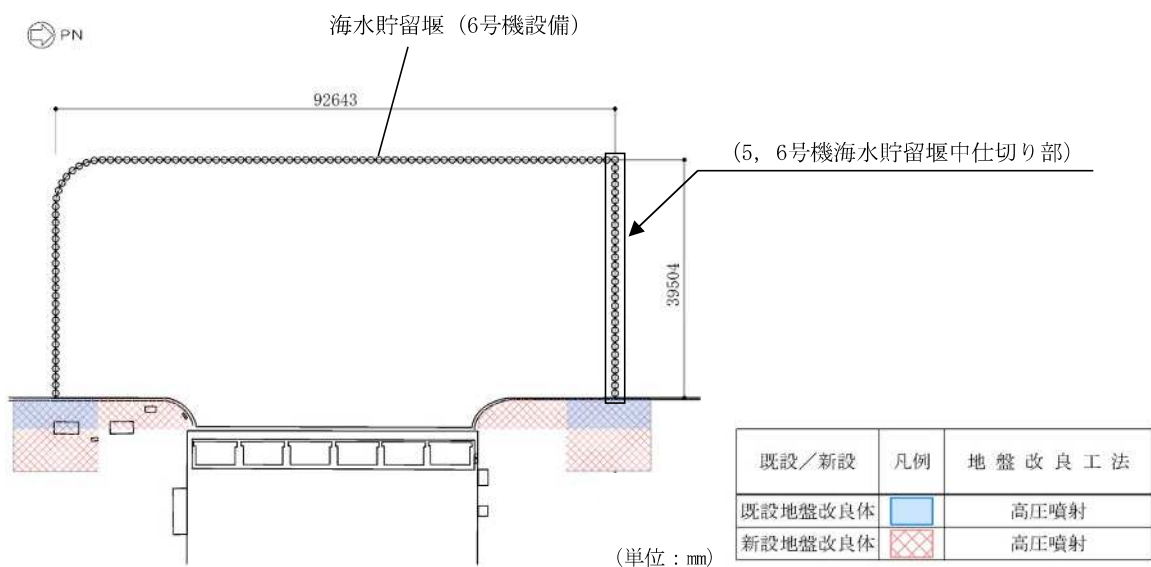 海水貯留堰（6号機設備）
PN
92643
（5，6号機海水貯留堰中仕切り部）
39504
既設／新設 凡例 地盤改良工法
既設地盤改良体 高圧噴射
新設地盤改良体 高圧噴射
（単位：㎜）